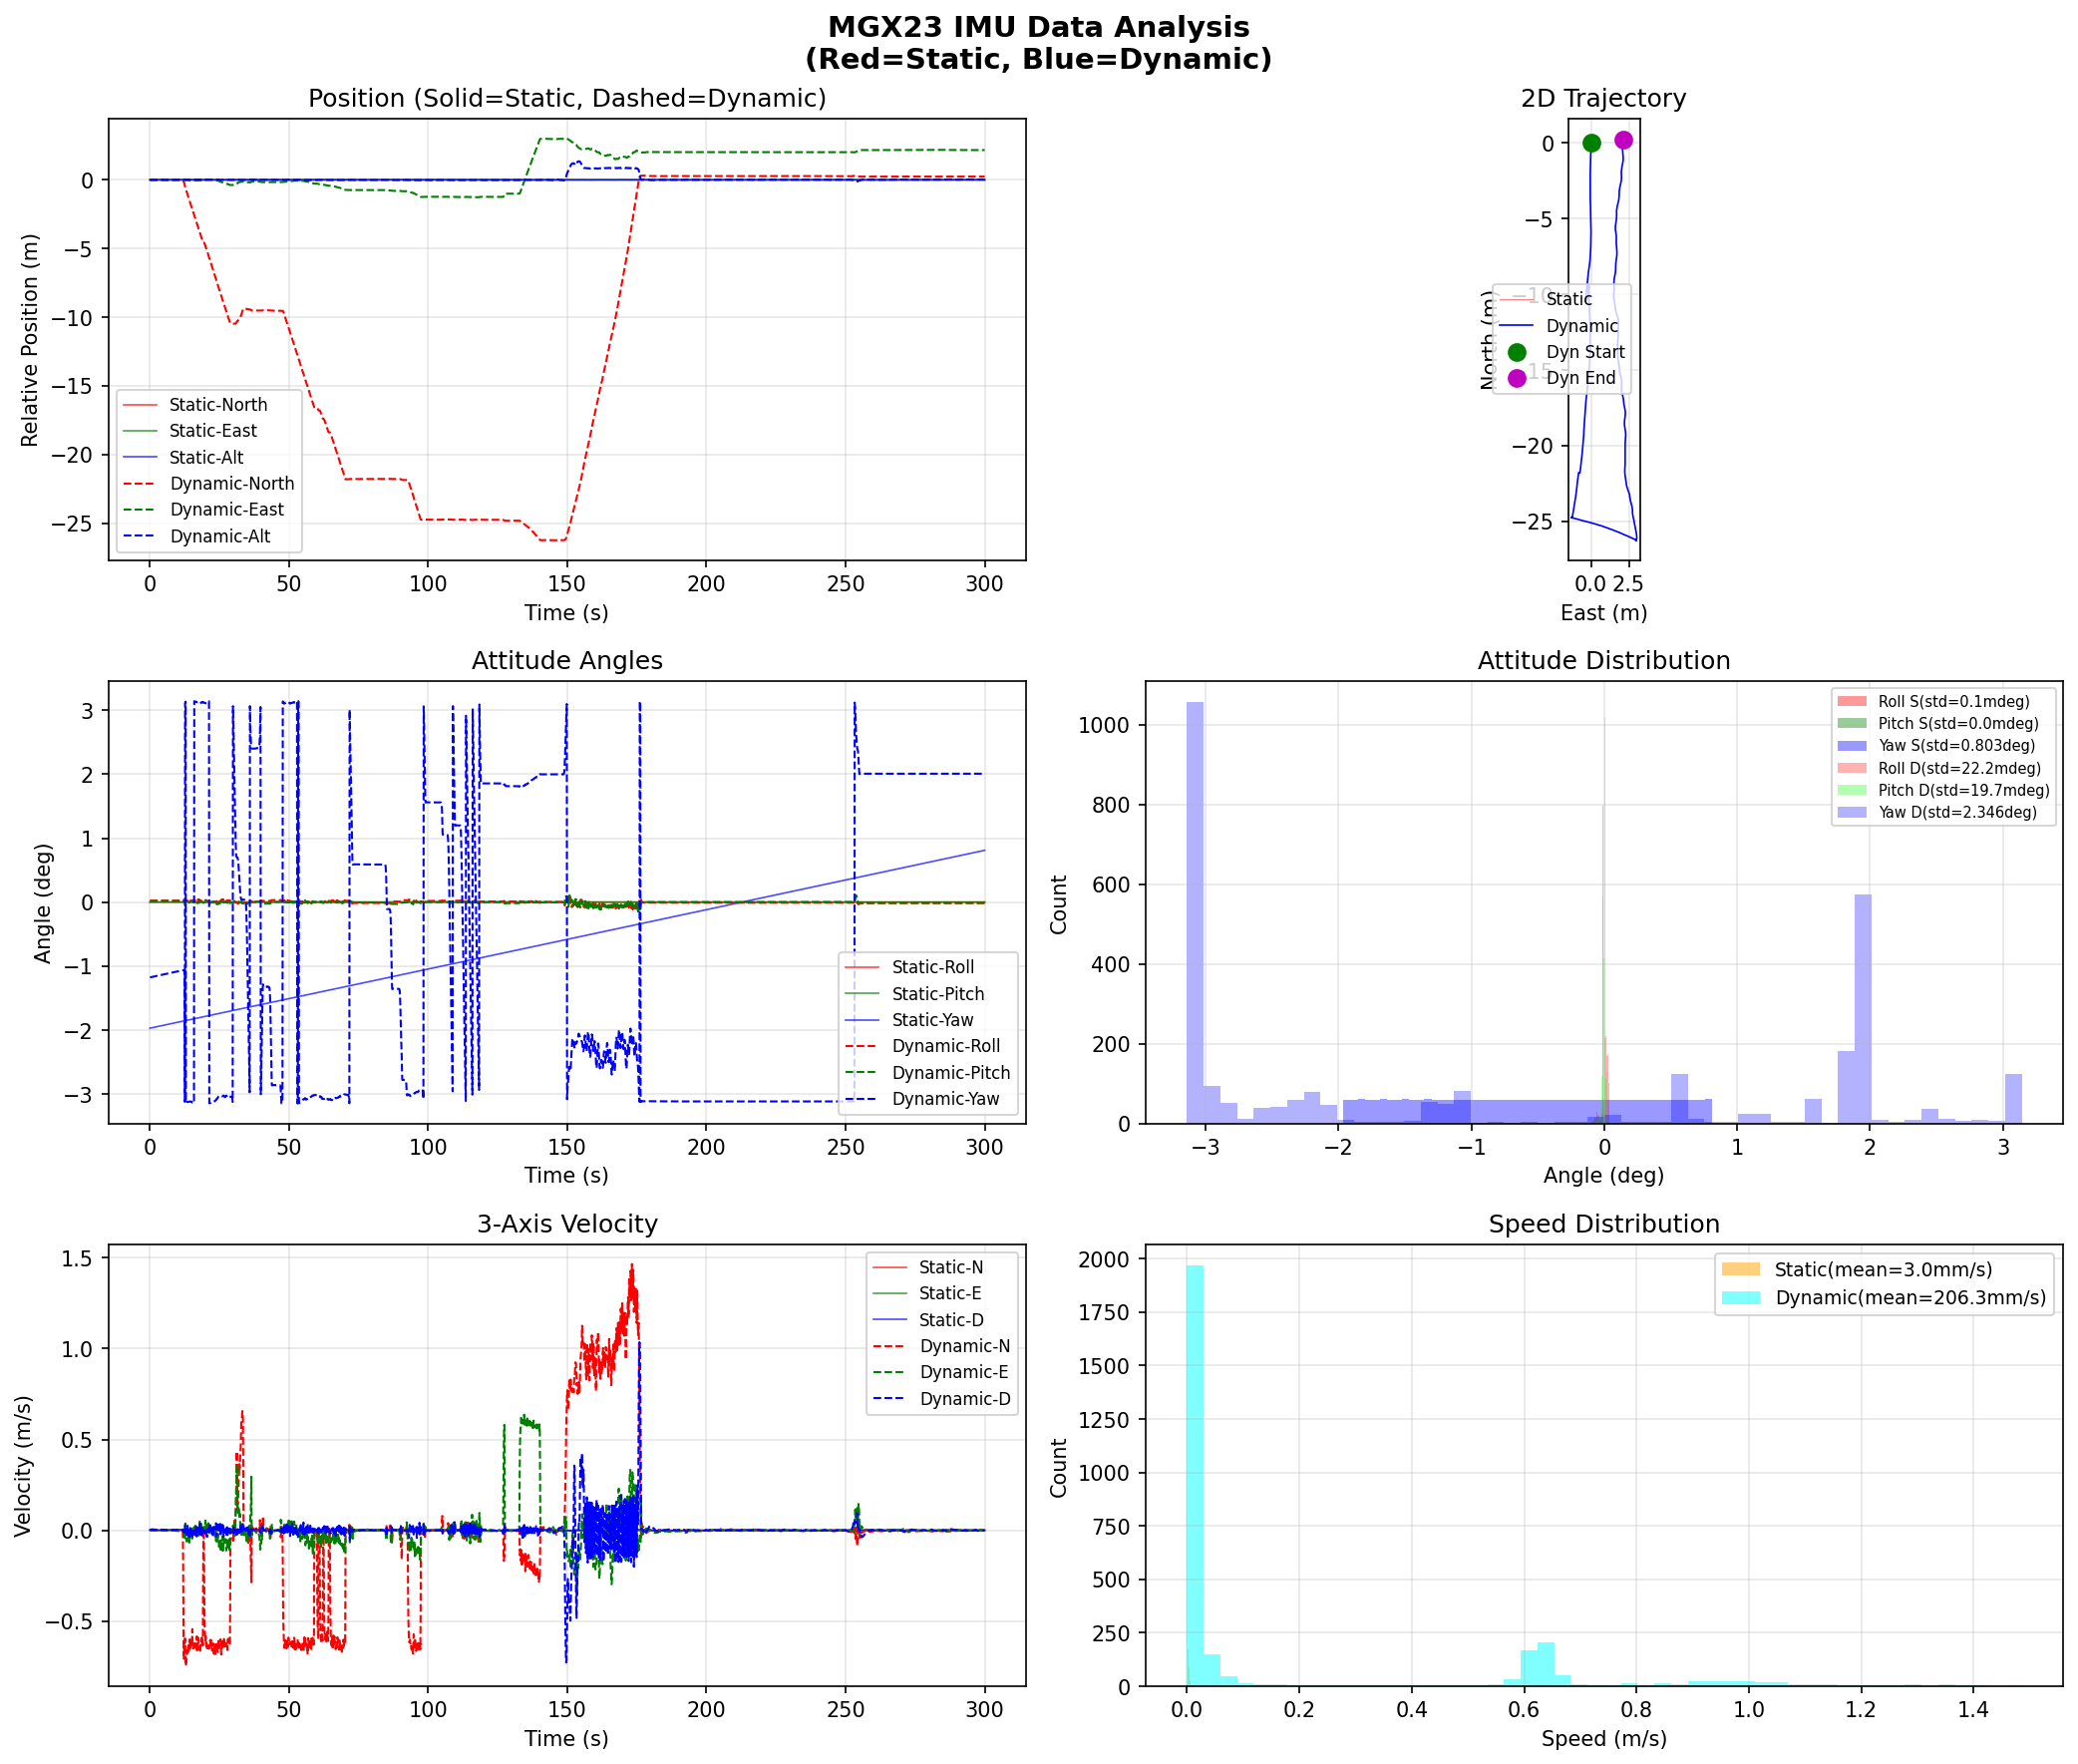 MGX23 IMU Data Analysis
(Red=Static, Blue=Dynamic)
Position (Solid=Static, Dashed=Dynamic)
Relative Position (m)
0
−5
−10
−15
−20
−25
Static-North
Static-East
Static-Alt
Dynamic-North
Dynamic-East
Dynamic-Alt
0 50 100 150 200 250 300
Time (s)
2D Trajectory
North (m)
0
−5
−10
−15
−20
−25
Static
Dynamic
Dyn Start
Dyn End
0.0 2.5
East (m)
Attitude Angles
Angle (deg)
3
2
1
0
−1
−2
−3
Static-Roll
Static-Pitch
Static-Yaw
Dynamic-Roll
Dynamic-Pitch
Dynamic-Yaw
0 50 100 150 200 250 300
Time (s)
Attitude Distribution
Count
1000
800
600
400
200
0
Roll S(std=0.1mdeg)
Pitch S(std=0.0mdeg)
Yaw S(std=0.803deg)
Roll D(std=22.2mdeg)
Pitch D(std=19.7mdeg)
Yaw D(std=2.346deg)
−3 −2 −1 0 1 2 3
Angle (deg)
3-Axis Velocity
Velocity (m/s)
1.5
1.0
0.5
0.0
−0.5
Static-N
Static-E
Static-D
Dynamic-N
Dynamic-E
Dynamic-D
0 50 100 150 200 250 300
Time (s)
Speed Distribution
Count
2000
1750
1500
1250
1000
750
500
250
0
Static(mean=3.0mm/s)
Dynamic(mean=206.3mm/s)
0.0 0.2 0.4 0.6 0.8 1.0 1.2 1.4
Speed (m/s)